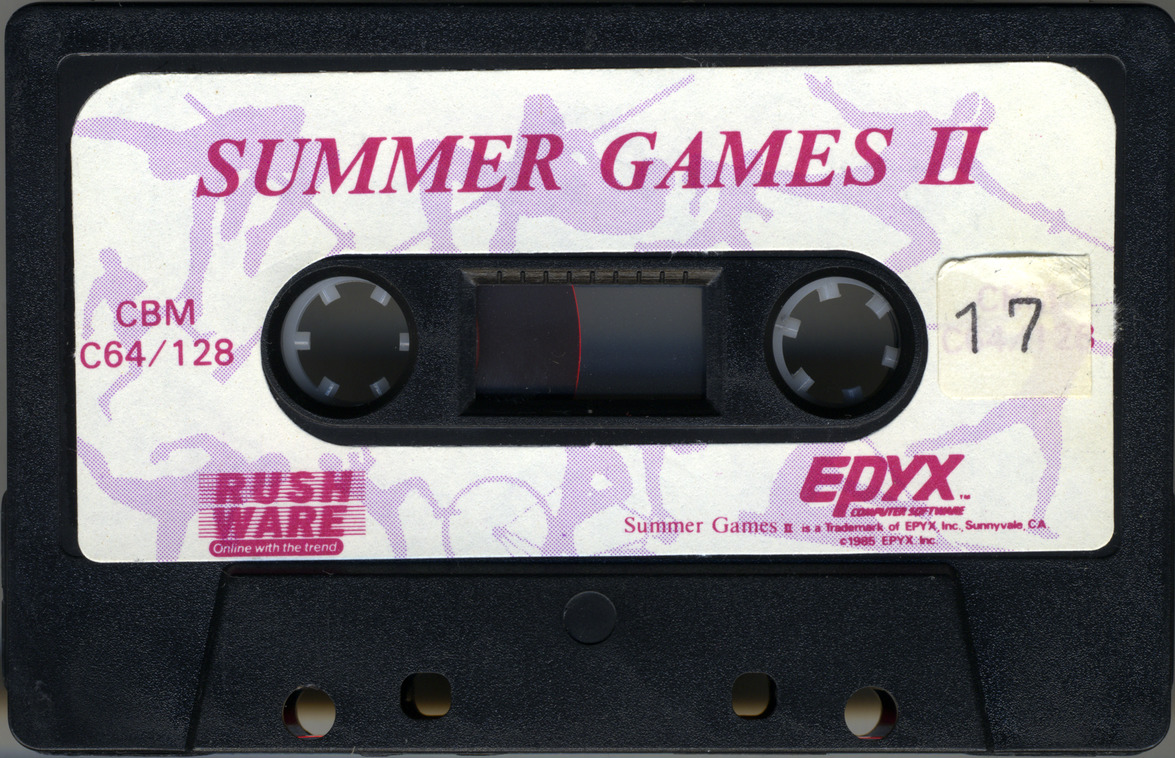 SUMMER GAMES II
CBM
C64/128
17
RUSH
WARE
Online with the trend
EPYX™
COMPUTER SOFTWARE
Summer Games II is a Trademark of EPYX, Inc., Sunnyvale, CA.
©1985 EPYX. Inc.